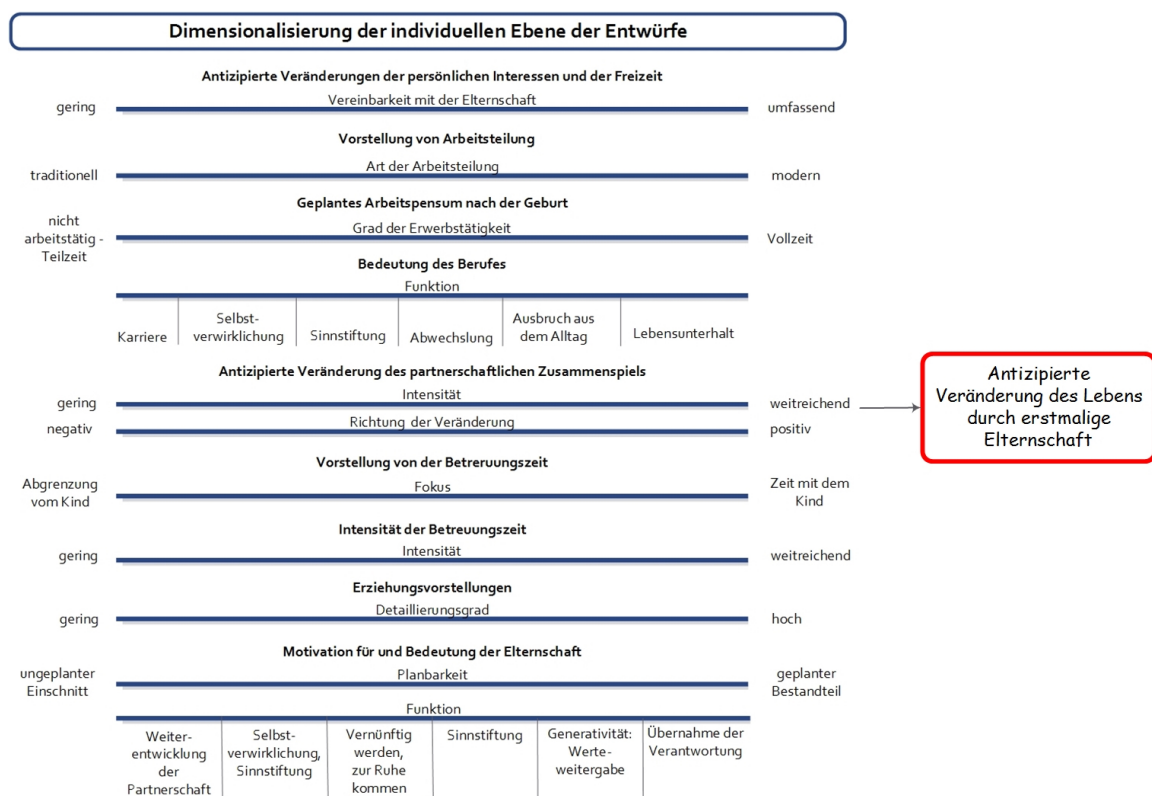 Dimensionalisierung der individuellen Ebene der Entwürfe
Antizipierte Veränderungen der persönlichen Interessen und der Freizeit
Vereinbarkeit mit der Elternschaft
gering
umfassend
Vorstellung von Arbeitsteilung
Art der Arbeitsteilung
traditionell
modern
Geplantes Arbeitspensum nach der Geburt
Grad der Erwerbstätigkeit
nicht
arbeitstätig -
Teilzeit
Vollzeit
Bedeutung des Berufes
Funktion
Karriere
Selbst-
verwirklichung
Sinnstiftung
Abwechslung
Ausbruch aus
dem Alltag
Lebensunterhalt
Antizipierte Veränderung des partnerschaftlichen Zusammenspiels
Intensität
gering
weitreichend
Richtung der Veränderung
negativ
positiv
Antizipierte
Veränderung des Lebens
durch erstmalige
Elternschaft
Vorstellung von der Betreruungszeit
Fokus
Abgrenzung
vom Kind
Zeit mit dem
Kind
Intensität der Betreuungszeit
Intensität
gering
weitreichend
Erziehungsvorstellungen
Detaillierungsgrad
gering
hoch
Motivation für und Bedeutung der Elternschaft
Planbarkeit
ungeplanter
Einschnitt
geplanter
Bestandteil
Funktion
Weiter-
entwicklung
der
Partnerschaft
Selbst-
verwirklichung,
Sinnstiftung
Vernünftig
werden,
zur Ruhe
kommen
Sinnstiftung
Generativität:
Werte-
weitergabe
Übernahme der
Verantwortung